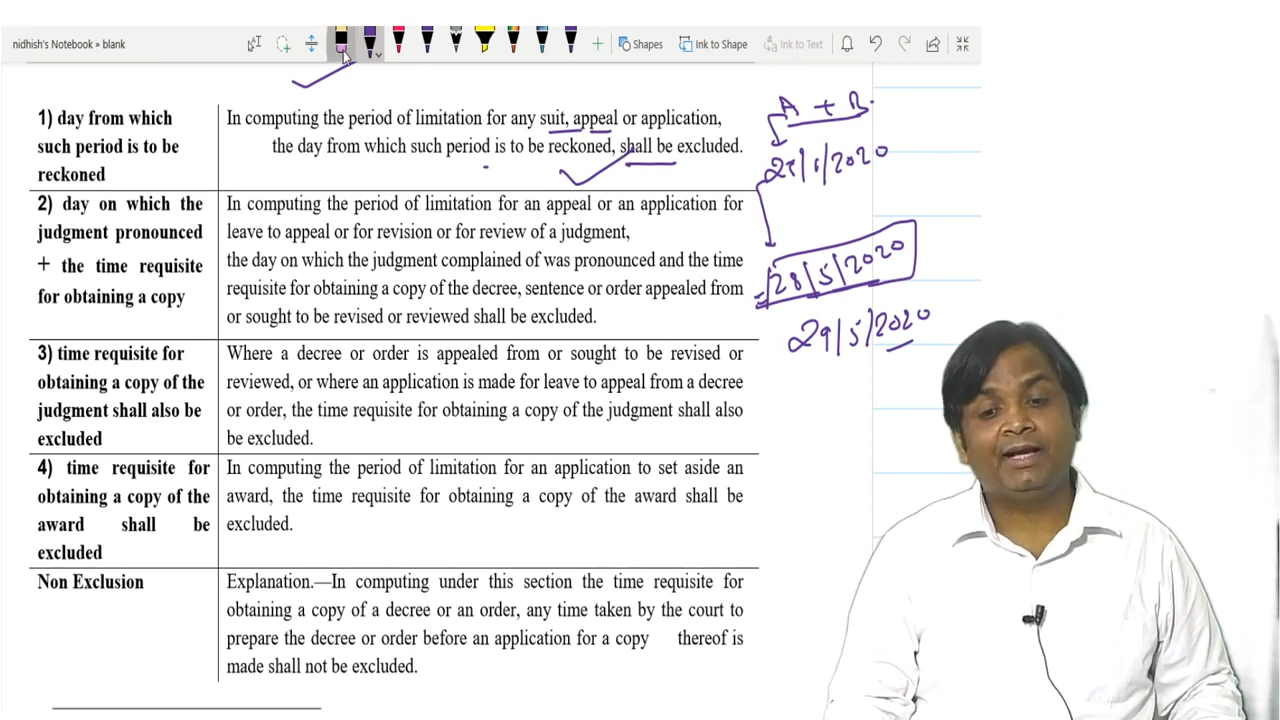 nidhish's Notebook » blank
Shapes
Ink to Shape
Ink to Text
1) day from which
such period is to be
reckoned
In computing the period of limitation for any suit, appeal or application,
the day from which such period is to be reckoned, shall be excluded.
2) day on which the
judgment pronounced
+ the time requisite
for obtaining a copy
In computing the period of limitation for an appeal or an application for
leave to appeal or for revision or for review of a judgment,
the day on which the judgment complained of was pronounced and the time
requisite for obtaining a copy of the decree, sentence or order appealed from
or sought to be revised or reviewed shall be excluded.
3) time requisite for
obtaining a copy of the
judgment shall also be
excluded
Where a decree or order is appealed from or sought to be revised or
reviewed, or where an application is made for leave to appeal from a decree
or order, the time requisite for obtaining a copy of the judgment shall also
be excluded.
4) time requisite for
obtaining a copy of the
award shall be
excluded
In computing the period of limitation for an application to set aside an
award, the time requisite for obtaining a copy of the award shall be
excluded.
Non Exclusion
Explanation.—In computing under this section the time requisite for
obtaining a copy of a decree or an order, any time taken by the court to
prepare the decree or order before an application for a copy thereof is
made shall not be excluded.
A + B
28/5/2020
29/5/2020